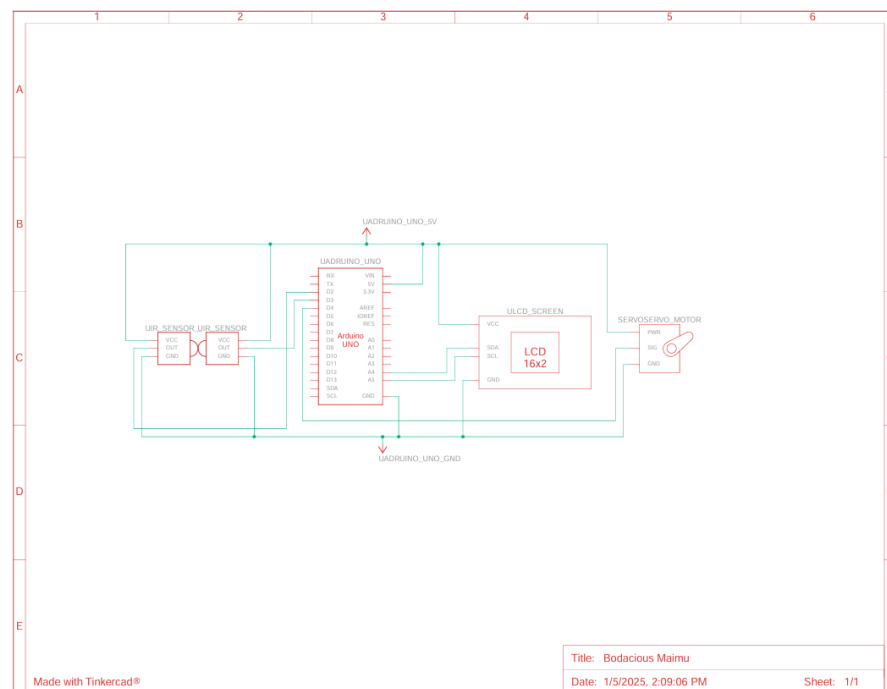 1 2 3 4 5 6
A
B
C
D
E
UADRUINO_UNO_5V
UADRUINO_UNO
RX VIN
TX 5V
D2 3.3V
D3
D4 AREF
D5 IOREF
D6 RES
D7
D8 A0
D9 A1
D10 A2
D11 A3
D12 A4
D13 A5
SDA
SCL GND
Arduino
UNO
UIR_SENSOR UIR_SENSOR
VCC VCC
OUT OUT
GND GND
ULCD_SCREEN
VCC
SDA
SCL
GND
LCD
16x2
SERVOSERVO_MOTOR
PWR
SIG
GND
UADRUINO_UNO_GND
Title: Bodacious Maimu
Made with Tinkercad®
Date: 1/5/2025, 2:09:06 PM Sheet: 1/1